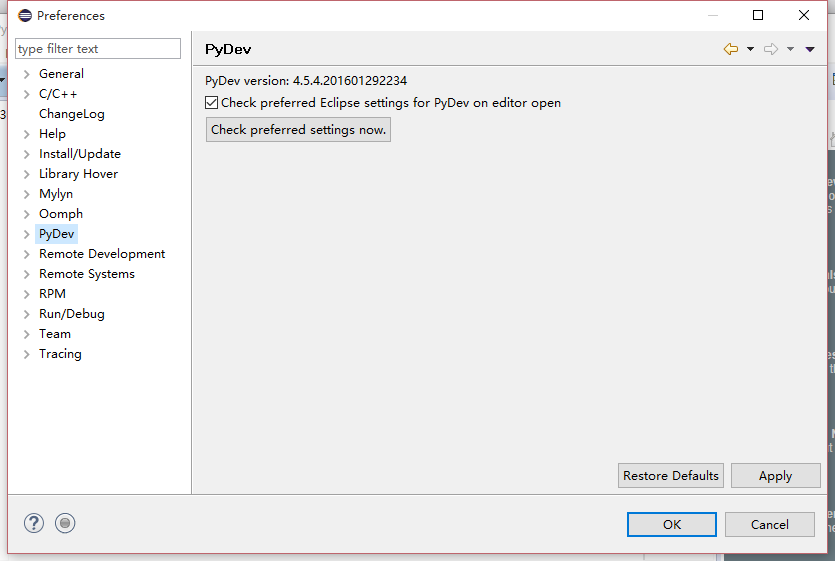 Preferences
type filter text
General
C/C++
ChangeLog
Help
Install/Update
Library Hover
Mylyn
Oomph
PyDev
Remote Development
Remote Systems
RPM
Run/Debug
Team
Tracing
PyDev
PyDev version: 4.5.4.201601292234
Check preferred Eclipse settings for PyDev on editor open
Check preferred settings now.
Restore Defaults
Apply
OK
Cancel